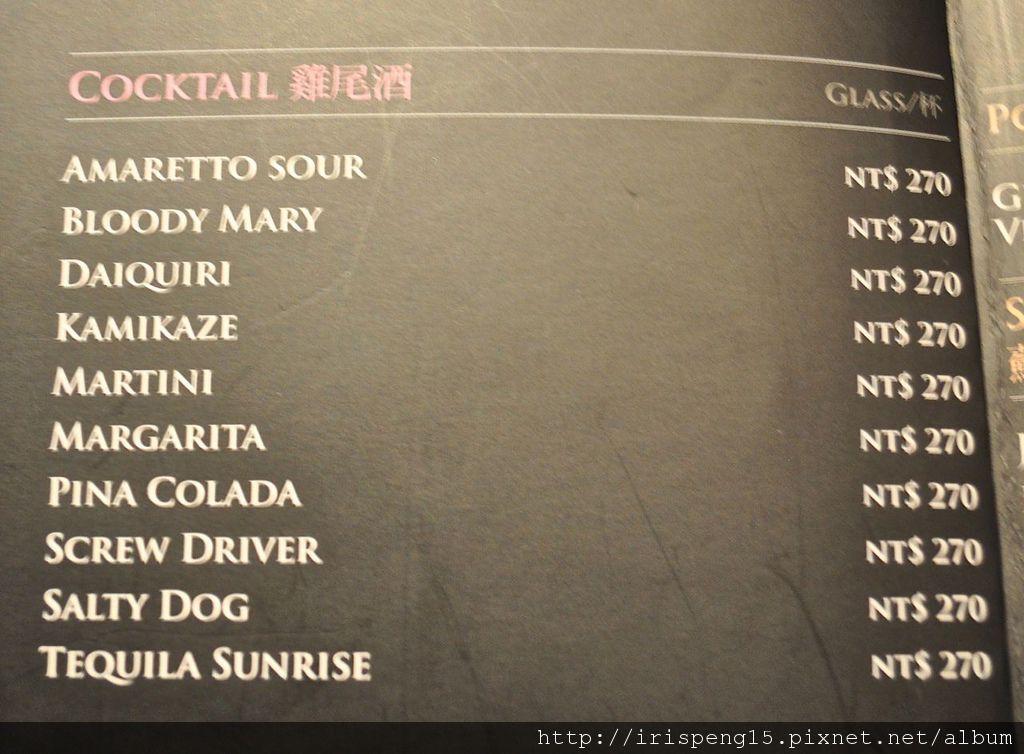 COCKTAIL 雞尾酒 GLASS/杯
AMARETTO SOUR NT$ 270
BLOODY MARY NT$ 270
DAIQUIRI NT$ 270
KAMIKAZE NT$ 270
MARTINI NT$ 270
MARGARITA NT$ 270
PINA COLADA NT$ 270
SCREW DRIVER NT$ 270
SALTY DOG NT$ 270
TEQUILA SUNRISE NT$ 270
http://irispeng15.pixnet.net/album